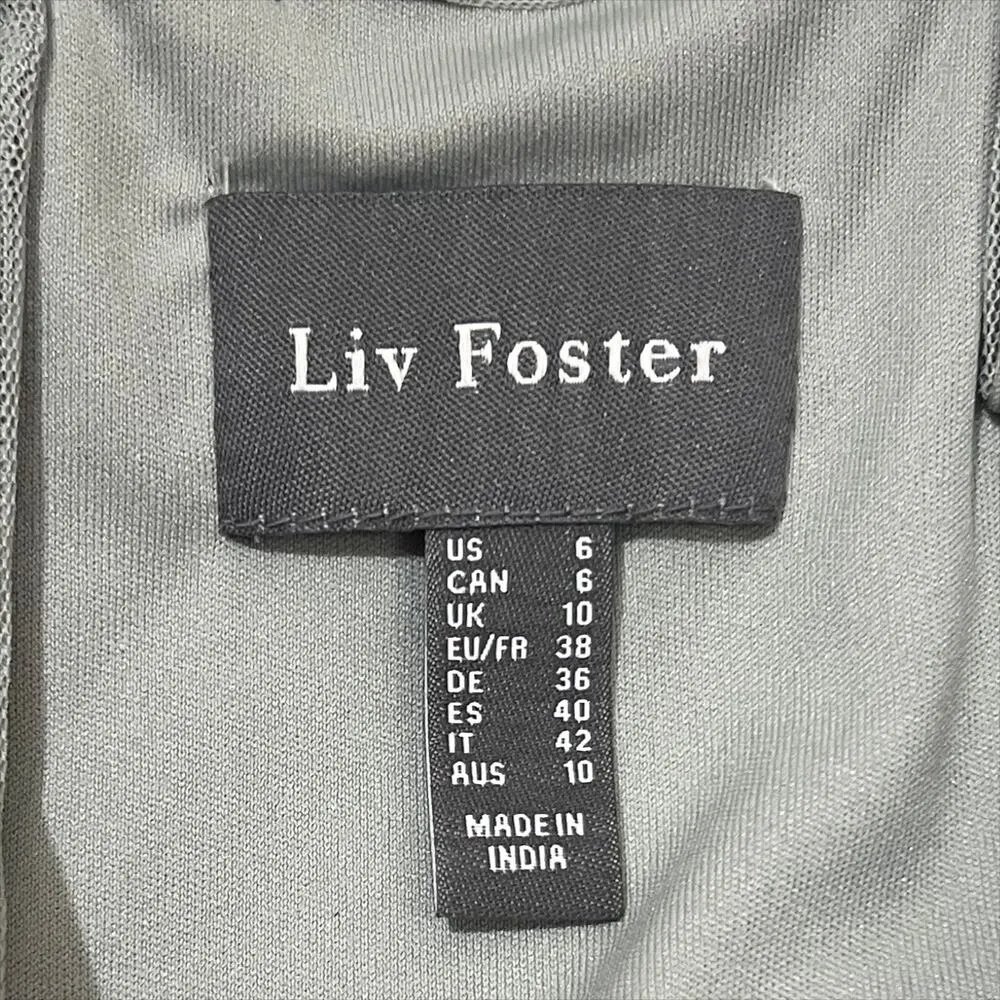 Liv Foster
US 6
CAN 6
UK 10
EU/FR 38
DE 36
ES 40
IT 42
AUS 10
MADE IN
INDIA